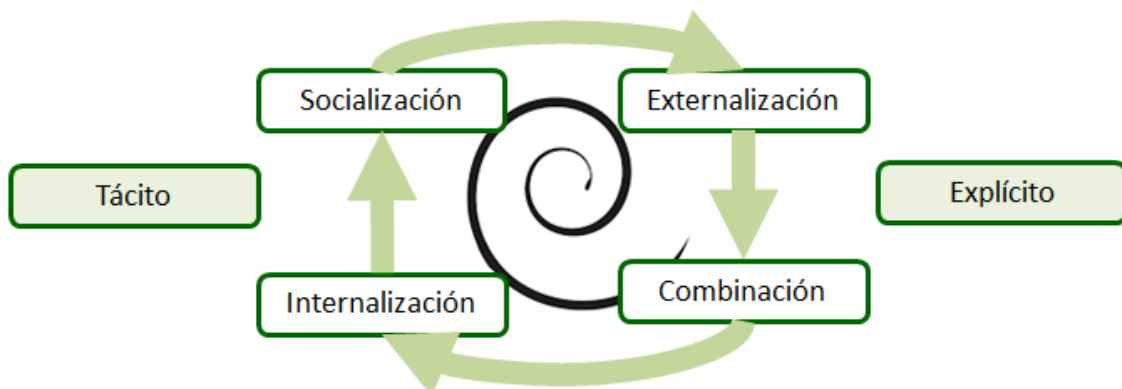 Socialización
Externalización
Tácito
Explícito
Internalización
Combinación